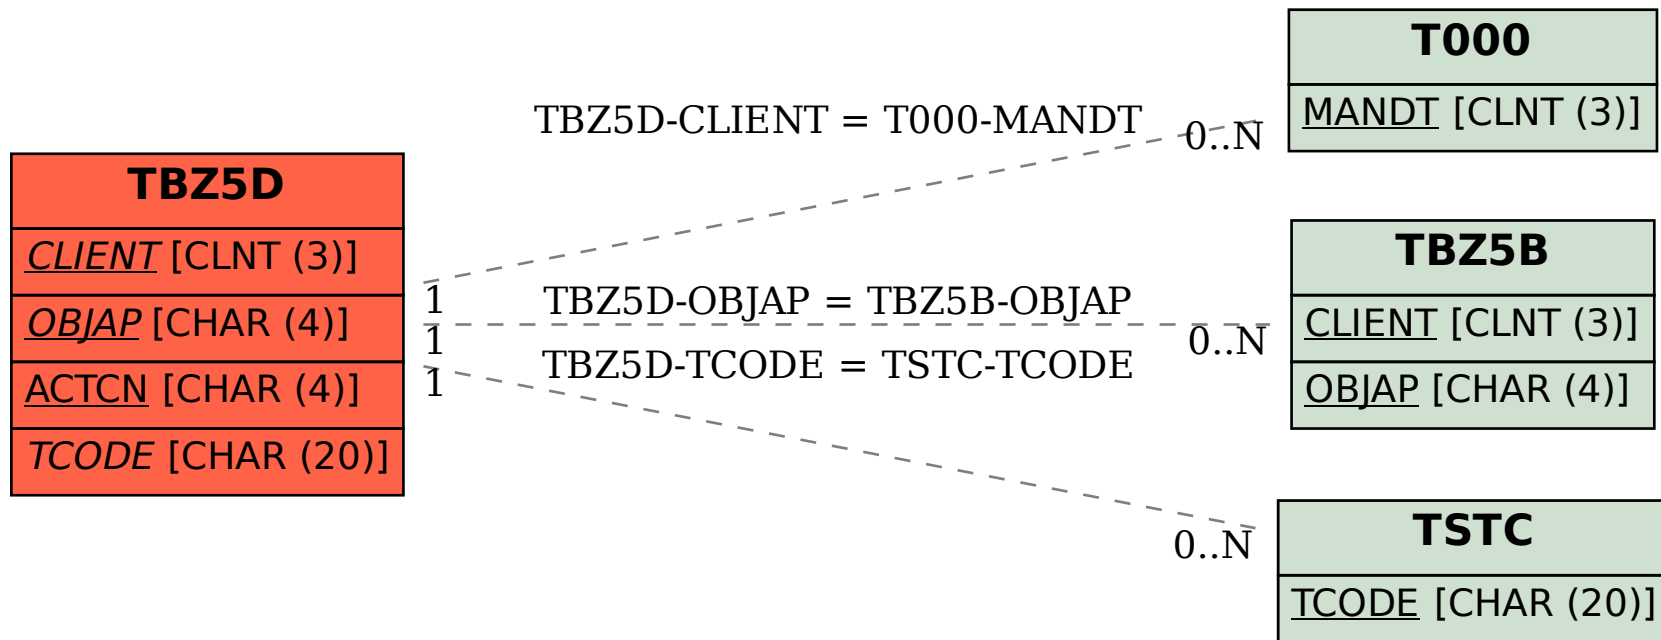 TBZ5D
CLIENT [CLNT (3)]
OBJAP [CHAR (4)]
ACTCN [CHAR (4)]
TCODE [CHAR (20)]
TBZ5D-CLIENT = T000-MANDT
0..N
1
TBZ5D-OBJAP = TBZ5B-OBJAP
1
0..N
TBZ5D-TCODE = TSTC-TCODE
1
0..N
T000
MANDT [CLNT (3)]
TBZ5B
CLIENT [CLNT (3)]
OBJAP [CHAR (4)]
TSTC
TCODE [CHAR (20)]